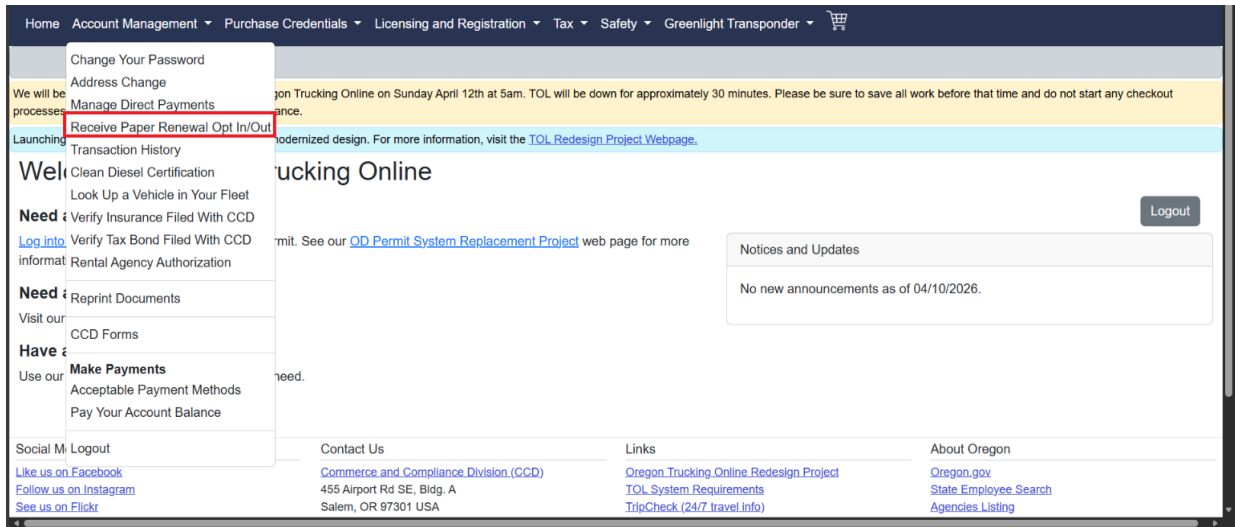 Home Account Management Purchase Credentials Licensing and Registration Tax Safety Greenlight Transponder
Change Your Password
Address Change
Manage Direct Payments
Receive Paper Renewal Opt In/Out
Transaction History
Clean Diesel Certification
Look Up a Vehicle in Your Fleet
Verify Insurance Filed With CCD
Verify Tax Bond Filed With CCD
Rental Agency Authorization
Reprint Documents
CCD Forms
Make Payments
Acceptable Payment Methods
Pay Your Account Balance
Logout
We will be gon Trucking Online on Sunday April 12th at 5am. TOL will be down for approximately 30 minutes. Please be sure to save all work before that time and do not start any checkout
processes ance.
Launching modernized design. For more information, visit the TOL Redesign Project Webpage.
Wel ucking Online
Logout
Need a
Log into rmit. See our OD Permit System Replacement Project web page for more
informat
Need a
Visit our
Have a
Use our need.
Notices and Updates
No new announcements as of 04/10/2026.
Social M
Like us on Facebook
Follow us on Instagram
See us on Flickr
Contact Us
Commerce and Compliance Division (CCD)
455 Airport Rd SE, Bldg. A
Salem, OR 97301 USA
Links
Oregon Trucking Online Redesign Project
TOL System Requirements
TripCheck (24/7 travel info)
About Oregon
Oregon.gov
State Employee Search
Agencies Listing